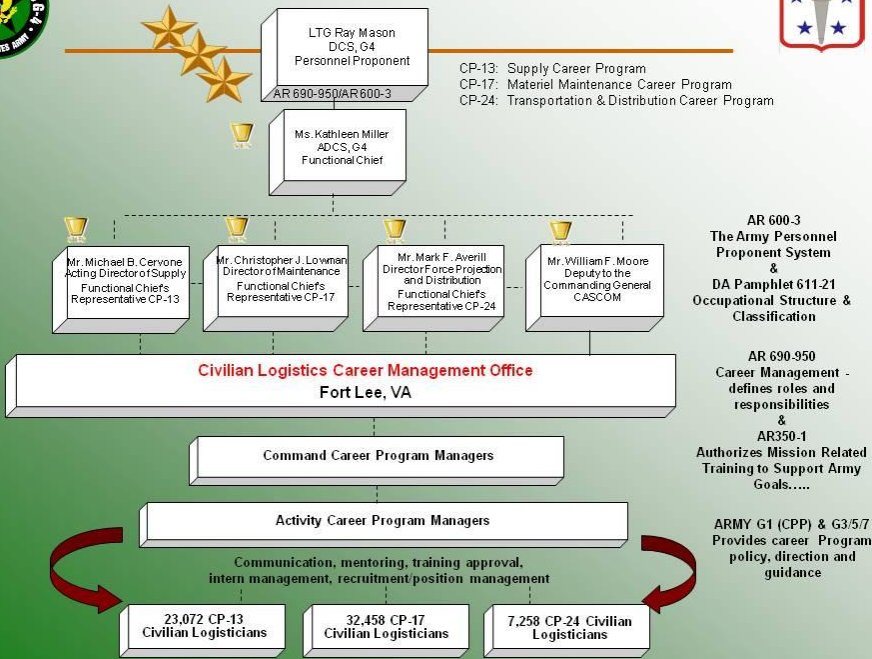 LTG Ray Mason
DCS, G4
Personnel Proponent
AR 690-950/AR600-3
CP-13: Supply Career Program
CP-17: Materiel Maintenance Career Program
CP-24: Transportation & Distribution Career Program
Ms. Kathleen Miller
ADCS, G4
Functional Chief
Mr. Michael B. Cervone
Acting Director of Supply
Functional Chief's
Representative CP-13
Mr. Christopher J. Lowman
Director of Maintenance
Functional Chief's
Representative CP-17
Mr. Mark F. Averill
Director Force Projection
and Distribution
Functional Chief's
Representative CP-24
Mr. William F. Moore
Deputy to the
Commanding General
CASCOM
AR 600-3
The Army Personnel
Proponent System
&
DA Pamphlet 611-21
Occupational Structure &
Classification
Civilian Logistics Career Management Office
Fort Lee, VA
AR 690-950
Career Management -
defines roles and
responsibilities
&
AR350-1
Authorizes Mission Related
Training to Support Army
Goals.....
Command Career Program Managers
Activity Career Program Managers
ARMY G1 (CPP) & G3/5/7
Provides career Program
policy, direction and
guidance
Communication, mentoring, training approval,
intern management, recruitment/position management
23,072 CP-13
Civilian Logisticians
32,458 CP-17
Civilian Logisticians
7,258 CP-24 Civilian
Logisticians